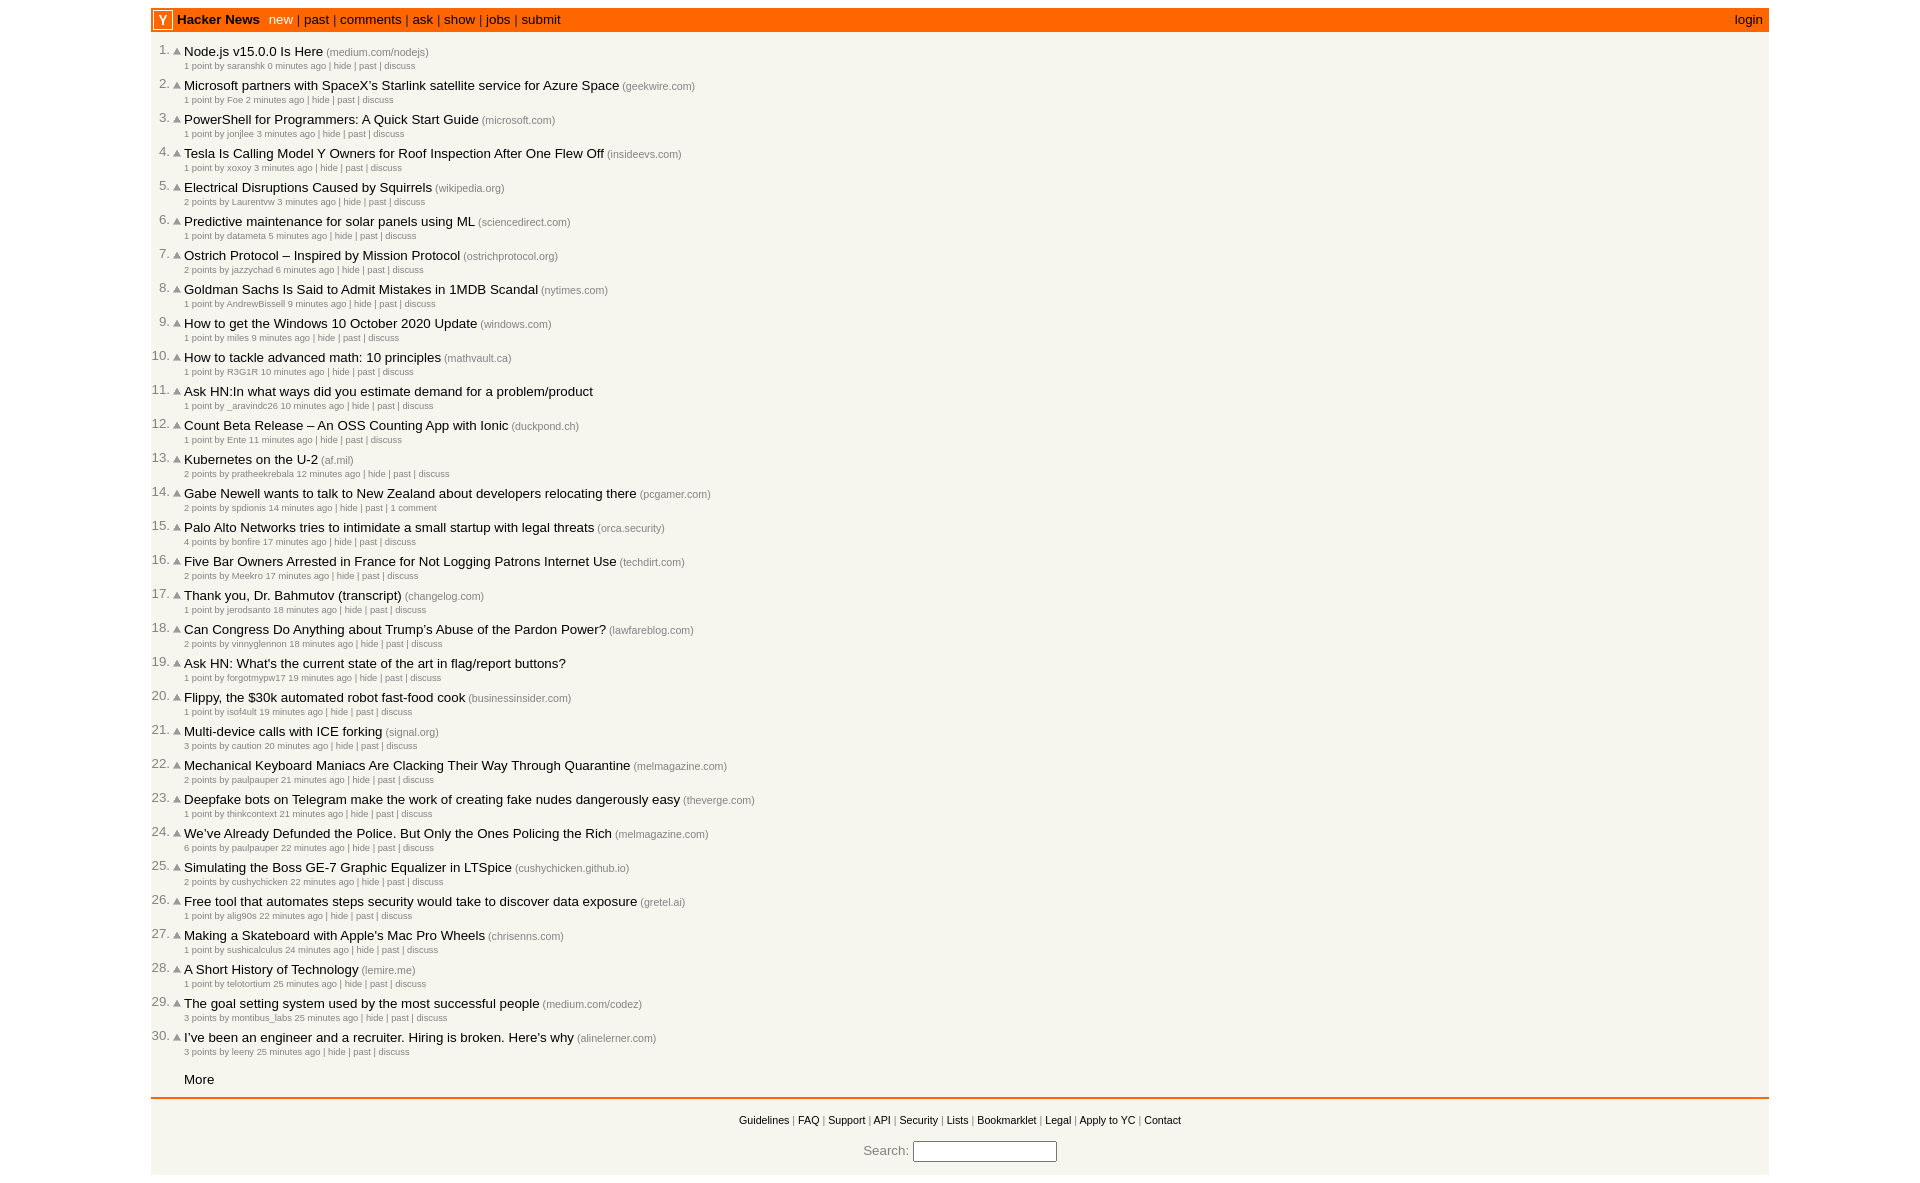 Y Hacker News new | past | comments | ask | show | jobs | submit login
1. Node.js v15.0.0 Is Here (medium.com/nodejs)
1 point by saranshk 0 minutes ago | hide | past | discuss
2. Microsoft partners with SpaceX's Starlink satellite service for Azure Space (geekwire.com)
1 point by Foe 2 minutes ago | hide | past | discuss
3. PowerShell for Programmers: A Quick Start Guide (microsoft.com)
1 point by jonjlee 3 minutes ago | hide | past | discuss
4. Tesla Is Calling Model Y Owners for Roof Inspection After One Flew Off (insideevs.com)
1 point by xoxoy 3 minutes ago | hide | past | discuss
5. Electrical Disruptions Caused by Squirrels (wikipedia.org)
2 points by Laurentvw 3 minutes ago | hide | past | discuss
6. Predictive maintenance for solar panels using ML (sciencedirect.com)
1 point by datameta 5 minutes ago | hide | past | discuss
7. Ostrich Protocol – Inspired by Mission Protocol (ostrichprotocol.org)
2 points by jazzychad 6 minutes ago | hide | past | discuss
8. Goldman Sachs Is Said to Admit Mistakes in 1MDB Scandal (nytimes.com)
1 point by AndrewBissell 9 minutes ago | hide | past | discuss
9. How to get the Windows 10 October 2020 Update (windows.com)
1 point by miles 9 minutes ago | hide | past | discuss
10. How to tackle advanced math: 10 principles (mathvault.ca)
1 point by R3G1R 10 minutes ago | hide | past | discuss
11. Ask HN:In what ways did you estimate demand for a problem/product
1 point by _aravindc26 10 minutes ago | hide | past | discuss
12. Count Beta Release – An OSS Counting App with Ionic (duckpond.ch)
1 point by Ente 11 minutes ago | hide | past | discuss
13. Kubernetes on the U-2 (af.mil)
2 points by pratheekrebala 12 minutes ago | hide | past | discuss
14. Gabe Newell wants to talk to New Zealand about developers relocating there (pcgamer.com)
2 points by spdionis 14 minutes ago | hide | past | 1 comment
15. Palo Alto Networks tries to intimidate a small startup with legal threats (orca.security)
4 points by bonfire 17 minutes ago | hide | past | discuss
16. Five Bar Owners Arrested in France for Not Logging Patrons Internet Use (techdirt.com)
2 points by Meekro 17 minutes ago | hide | past | discuss
17. Thank you, Dr. Bahmutov (transcript) (changelog.com)
1 point by jerodsanto 18 minutes ago | hide | past | discuss
18. Can Congress Do Anything about Trump's Abuse of the Pardon Power? (lawfareblog.com)
2 points by vinnyglennon 18 minutes ago | hide | past | discuss
19. Ask HN: What's the current state of the art in flag/report buttons?
1 point by forgotmypw17 19 minutes ago | hide | past | discuss
20. Flippy, the $30k automated robot fast-food cook (businessinsider.com)
1 point by isof4ult 19 minutes ago | hide | past | discuss
21. Multi-device calls with ICE forking (signal.org)
3 points by caution 20 minutes ago | hide | past | discuss
22. Mechanical Keyboard Maniacs Are Clacking Their Way Through Quarantine (melmagazine.com)
2 points by paulpauper 21 minutes ago | hide | past | discuss
23. Deepfake bots on Telegram make the work of creating fake nudes dangerously easy (theverge.com)
1 point by thinkcontext 21 minutes ago | hide | past | discuss
24. We've Already Defunded the Police. But Only the Ones Policing the Rich (melmagazine.com)
6 points by paulpauper 22 minutes ago | hide | past | discuss
25. Simulating the Boss GE-7 Graphic Equalizer in LTSpice (cushychicken.github.io)
2 points by cushychicken 22 minutes ago | hide | past | discuss
26. Free tool that automates steps security would take to discover data exposure (gretel.ai)
1 point by alig90s 22 minutes ago | hide | past | discuss
27. Making a Skateboard with Apple's Mac Pro Wheels (chrisenns.com)
1 point by sushicalculus 24 minutes ago | hide | past | discuss
28. A Short History of Technology (lemire.me)
1 point by telotortium 25 minutes ago | hide | past | discuss
29. The goal setting system used by the most successful people (medium.com/codez)
3 points by montibus_labs 25 minutes ago | hide | past | discuss
30. I've been an engineer and a recruiter. Hiring is broken. Here's why (alinelerner.com)
3 points by leeny 25 minutes ago | hide | past | discuss
More
Guidelines | FAQ | Support | API | Security | Lists | Bookmarklet | Legal | Apply to YC | Contact
Search: